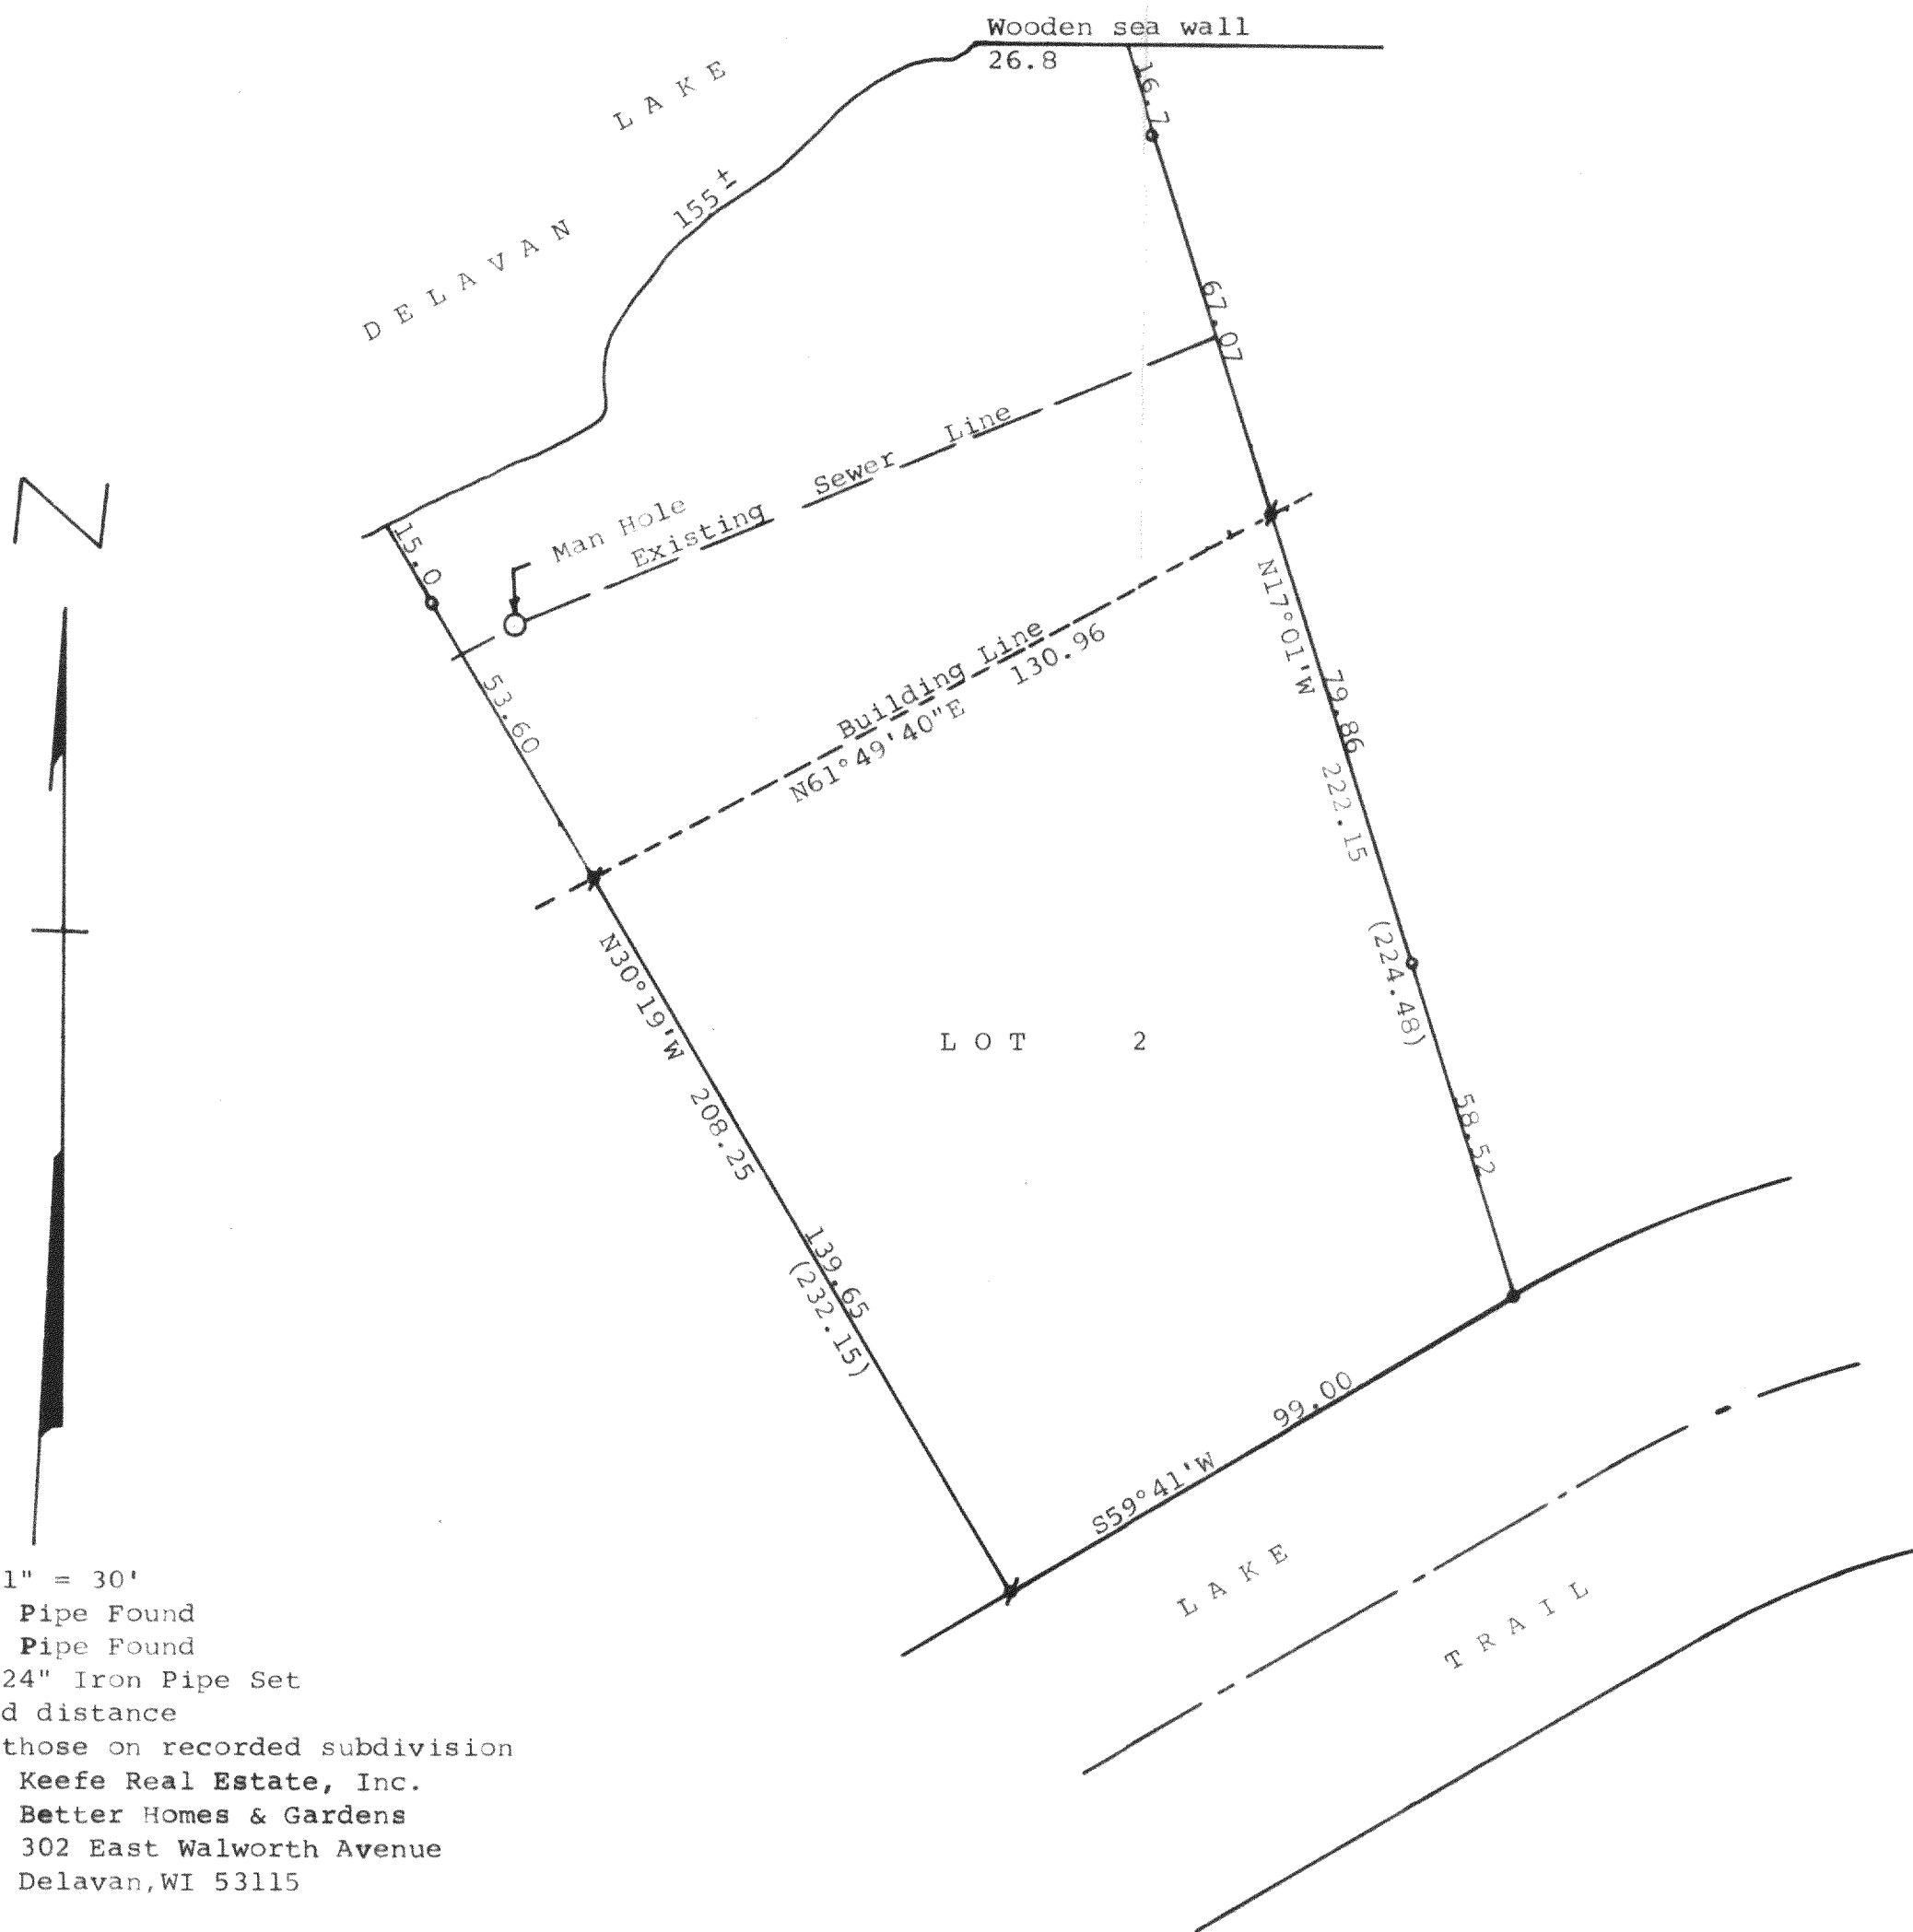 Wooden sea wall
26.8
16.7
DELAVAN LAKE
155±
67.07
Existing Sewer Line
Man Hole
15.0
53.60
Building Line
N61°49'40"E 130.96
N17°01'W
79.86
222.15
(224.48)
58.52
N30°19'W 208.25
139.65
(232.15)
LOT 2
S59°41'W 99.00
LAKE TRAIL
N
1" = 30'
Pipe Found
Pipe Found
24" Iron Pipe Set
d distance
those on recorded subdivision
Keefe Real Estate, Inc.
Better Homes & Gardens
302 East Walworth Avenue
Delavan,WI 53115